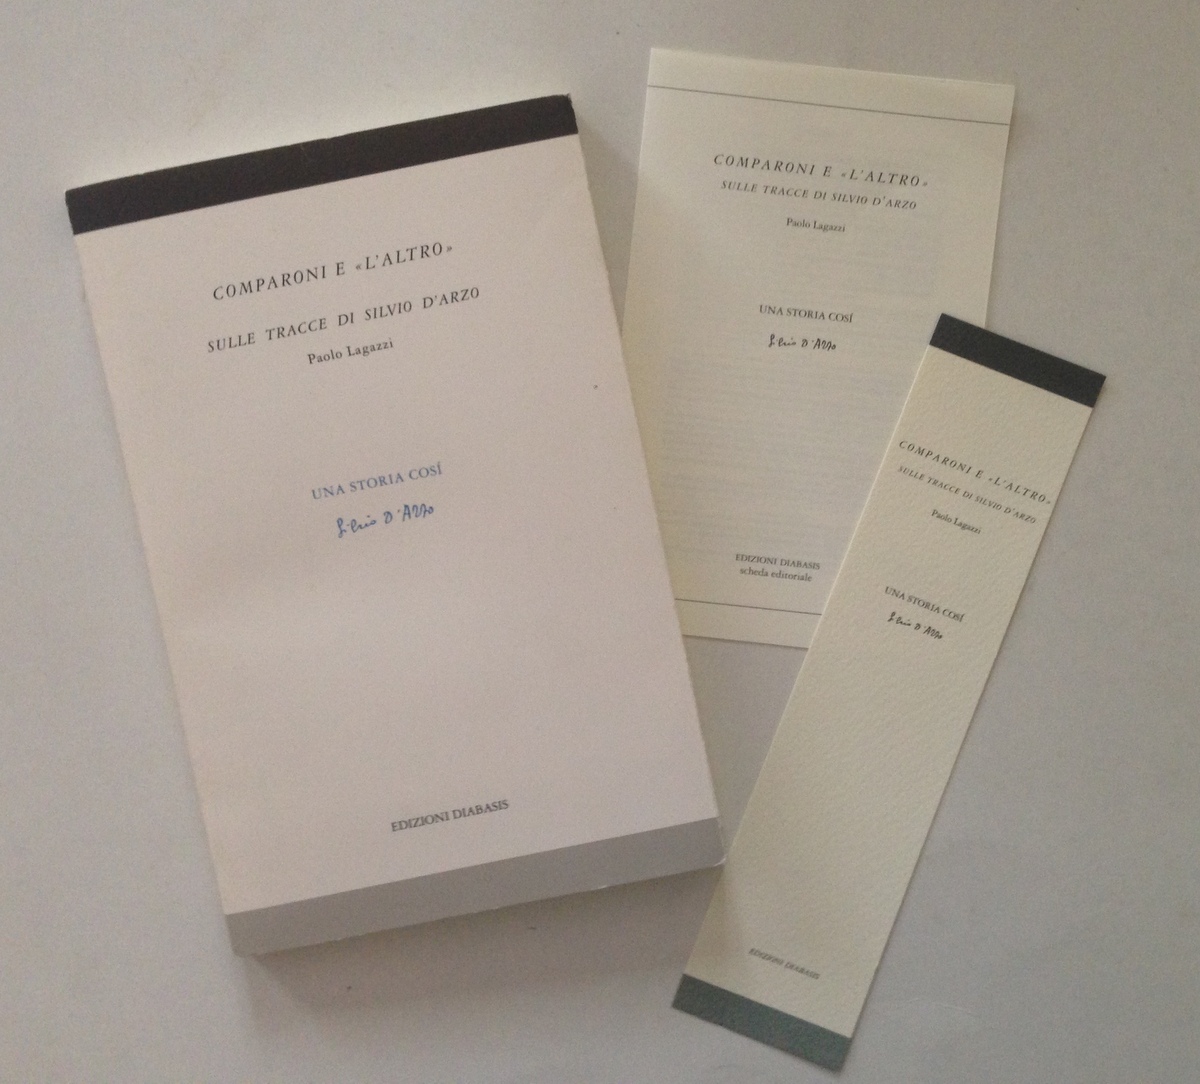 COMPARONI E «L'ALTRO»
SULLE TRACCE DI SILVIO D'ARZO
Paolo Lagazzi
UNA STORIA COSÍ
Silvio D'Arzo
EDIZIONI DIABASIS
COMPARONI E «L'ALTRO»
SULLE TRACCE DI SILVIO D'ARZO
Paolo Lagazzi
UNA STORIA COSÍ
Silvio D'Arzo
EDIZIONI DIABASIS
scheda editoriale
COMPARONI E «L'ALTRO»
SULLE TRACCE DI SILVIO D'ARZO
Paolo Lagazzi
UNA STORIA COSÍ
Silvio D'Arzo
EDIZIONI DIABASIS